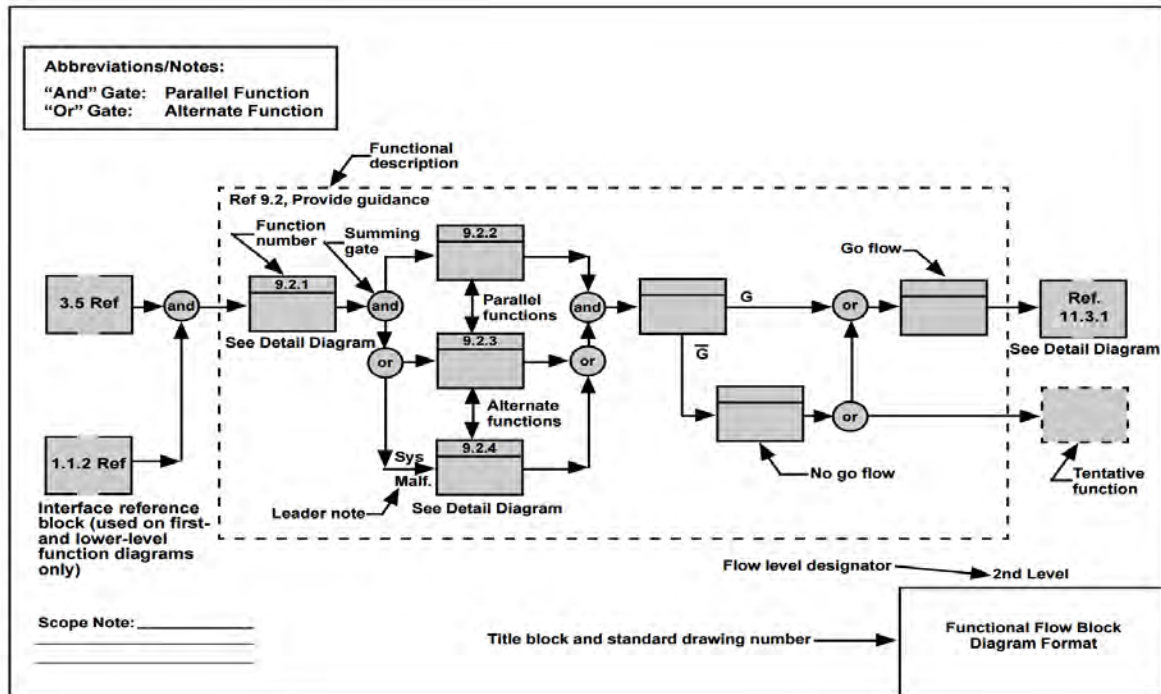 Abbreviations/Notes:
“And” Gate: Parallel Function
“Or” Gate: Alternate Function
Functional
description
Ref 9.2, Provide guidance
Function
number
Summing
gate
9.2.2
Go flow
3.5 Ref
and
9.2.1
and
Parallel
functions
and
G
or
Ref.
11.3.1
See Detail Diagram
9.2.3
See Detail Diagram
or
or
G̅
Alternate
functions
or
1.1.2 Ref
Sys
Malf.
9.2.4
No go flow
Tentative
function
Leader note
See Detail Diagram
Interface reference
block (used on first-
and lower-level
function diagrams
only)
Flow level designator
2nd Level
Scope Note:
Title block and standard drawing number
Functional Flow Block
Diagram Format